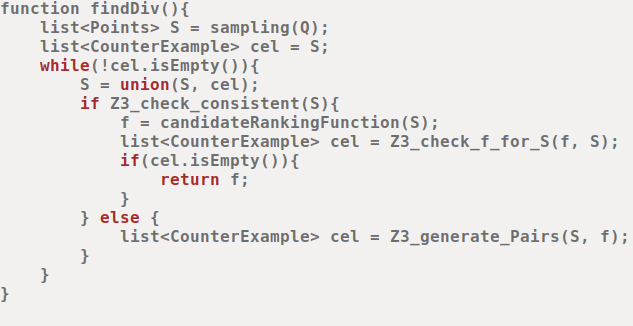 function findDiv(){
    list<Points> S = sampling(Q);
    list<CounterExample> cel = S;
    while(!cel.isEmpty()){
        S = union(S, cel);
        if Z3_check_consistent(S){
            f = candidateRankingFunction(S);
            list<CounterExample> cel = Z3_check_f_for_S(f, S);
            if(cel.isEmpty()){
                return f;
            }
        } else {
            list<CounterExample> cel = Z3_generate_Pairs(S, f);
        }
    }
}